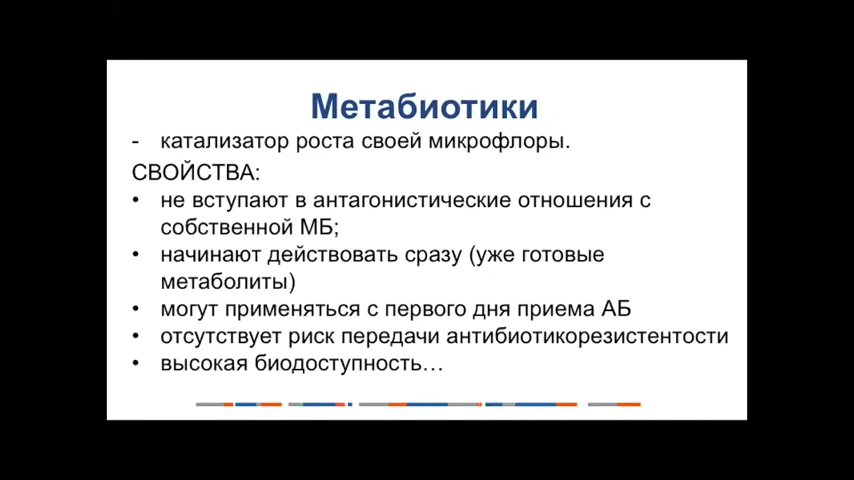 Метабиотики
- катализатор роста своей микрофлоры.
СВОЙСТВА:
• не вступают в антагонистические отношения с
собственной МБ;
• начинают действовать сразу (уже готовые
метаболиты)
• могут применяться с первого дня приема АБ
• отсутствует риск передачи антибиотикорезистентости
• высокая биодоступность…